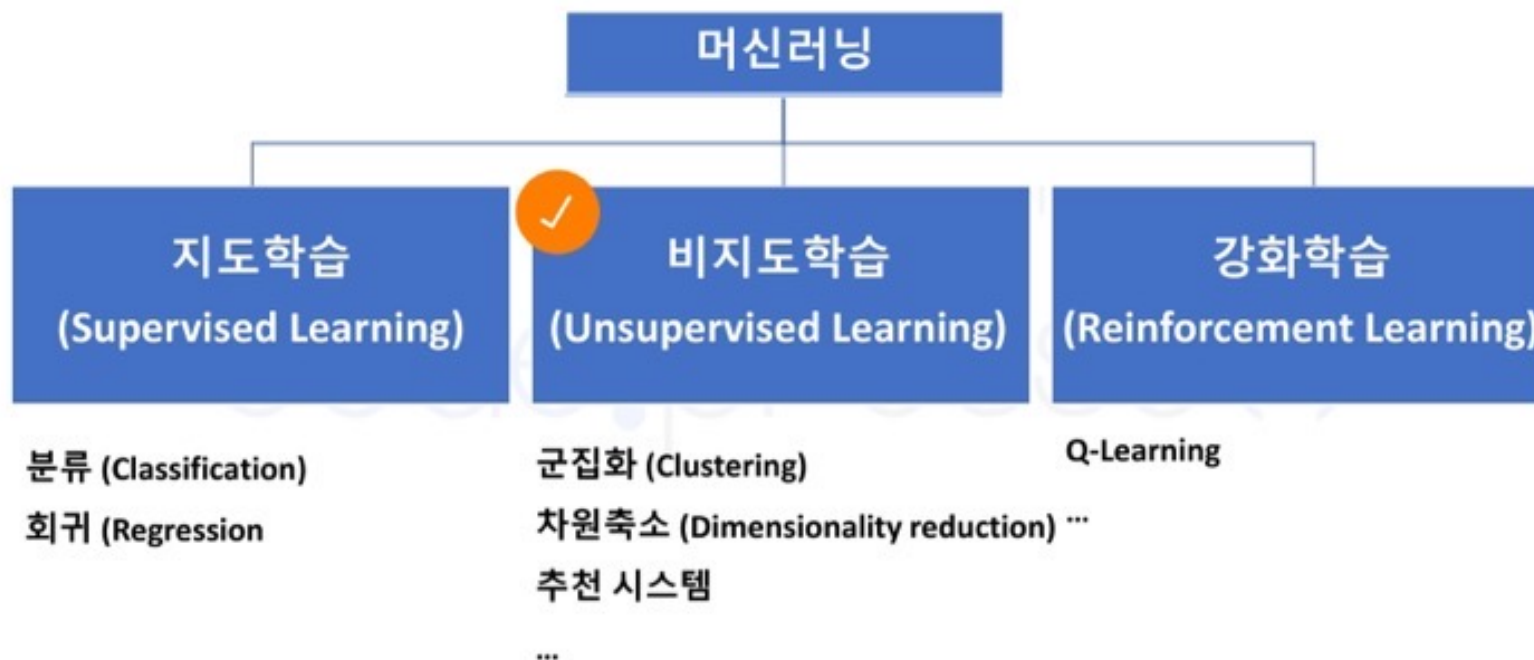 머신러닝
지도학습
(Supervised Learning)
비지도학습
(Unsupervised Learning)
강화학습
(Reinforcement Learning)
분류 (Classification)
회귀 (Regression
군집화 (Clustering)
차원축소 (Dimensionality reduction)
추천 시스템
...
Q-Learning
...